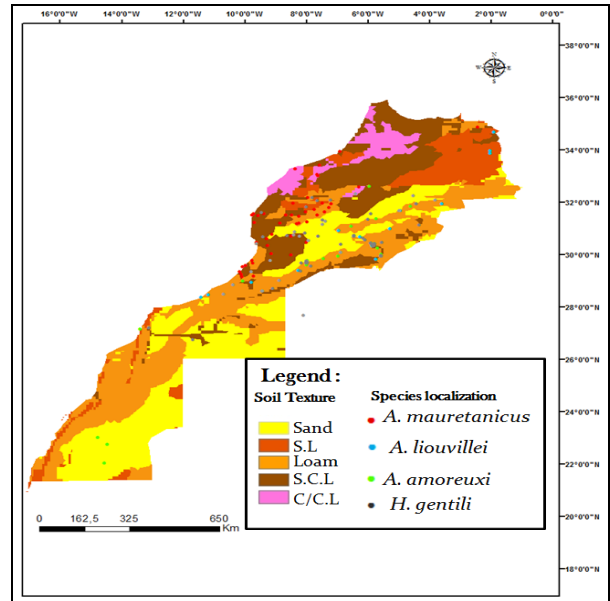 16°0'0"W 14°0'0"W 12°0'0"W 10°0'0"W 8°0'0"W 6°0'0"W 4°0'0"W 2°0'0"W 0°0'0"
38°0'0"N
36°0'0"N
34°0'0"N
32°0'0"N
30°0'0"N
28°0'0"N
26°0'0"N
24°0'0"N
22°0'0"N
20°0'0"N
18°0'0"N
N
W E
S
Legend :
Soil Texture
Sand
S.L
Loam
S.C.L
C/C.L
Species localization
A. mauretanicus
A. liouvillei
A. amoreuxi
H. gentili
0 162,5 325 650
Km